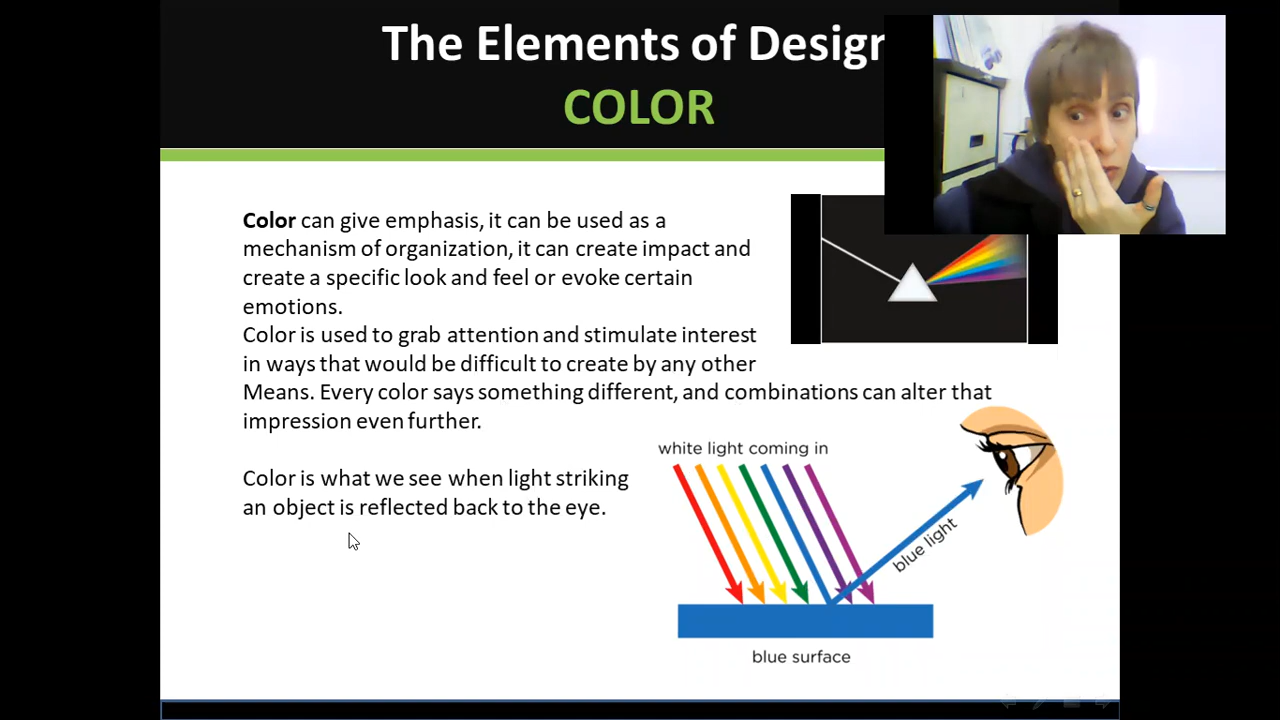 The Elements of Design
COLOR
Color can give emphasis, it can be used as a
mechanism of organization, it can create impact and
create a specific look and feel or evoke certain
emotions.
Color is used to grab attention and stimulate interest
in ways that would be difficult to create by any other
Means. Every color says something different, and combinations can alter that
impression even further.
Color is what we see when light striking
an object is reflected back to the eye.
white light coming in
blue light
blue surface